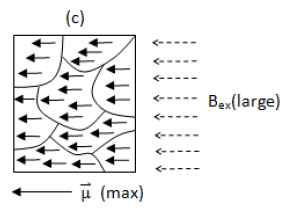 (c)
Bₑₓ(large)
μ⃗ (max)